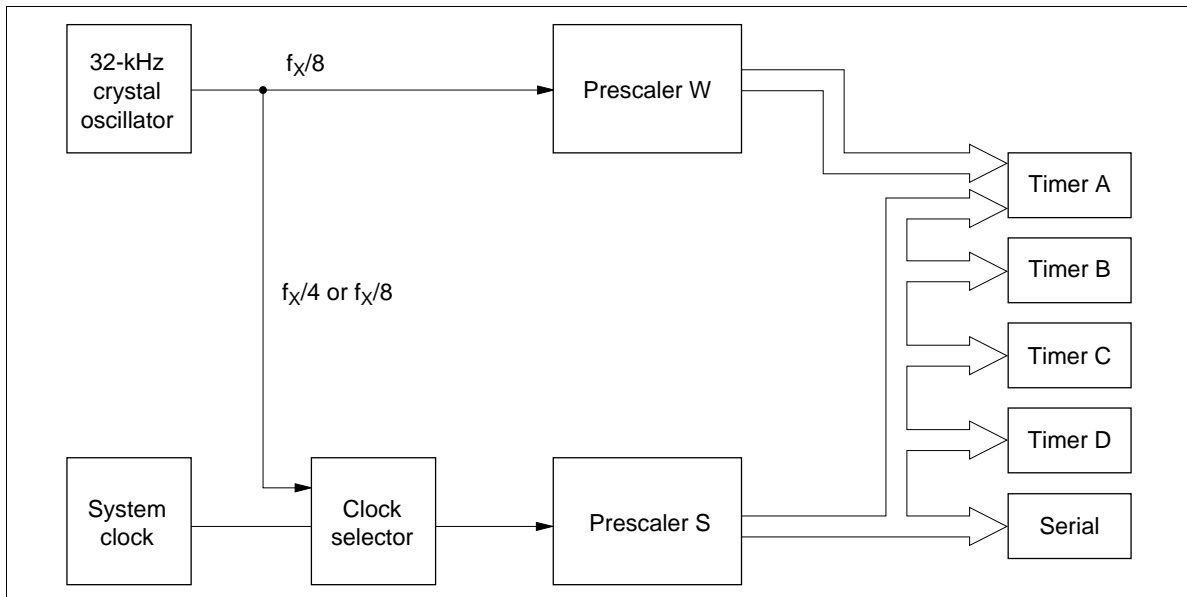 32-kHz
crystal
oscillator
fX/8
Prescaler W
Timer A
Timer B
fX/4 or fX/8
Timer C
Timer D
System
clock
Clock
selector
Prescaler S
Serial